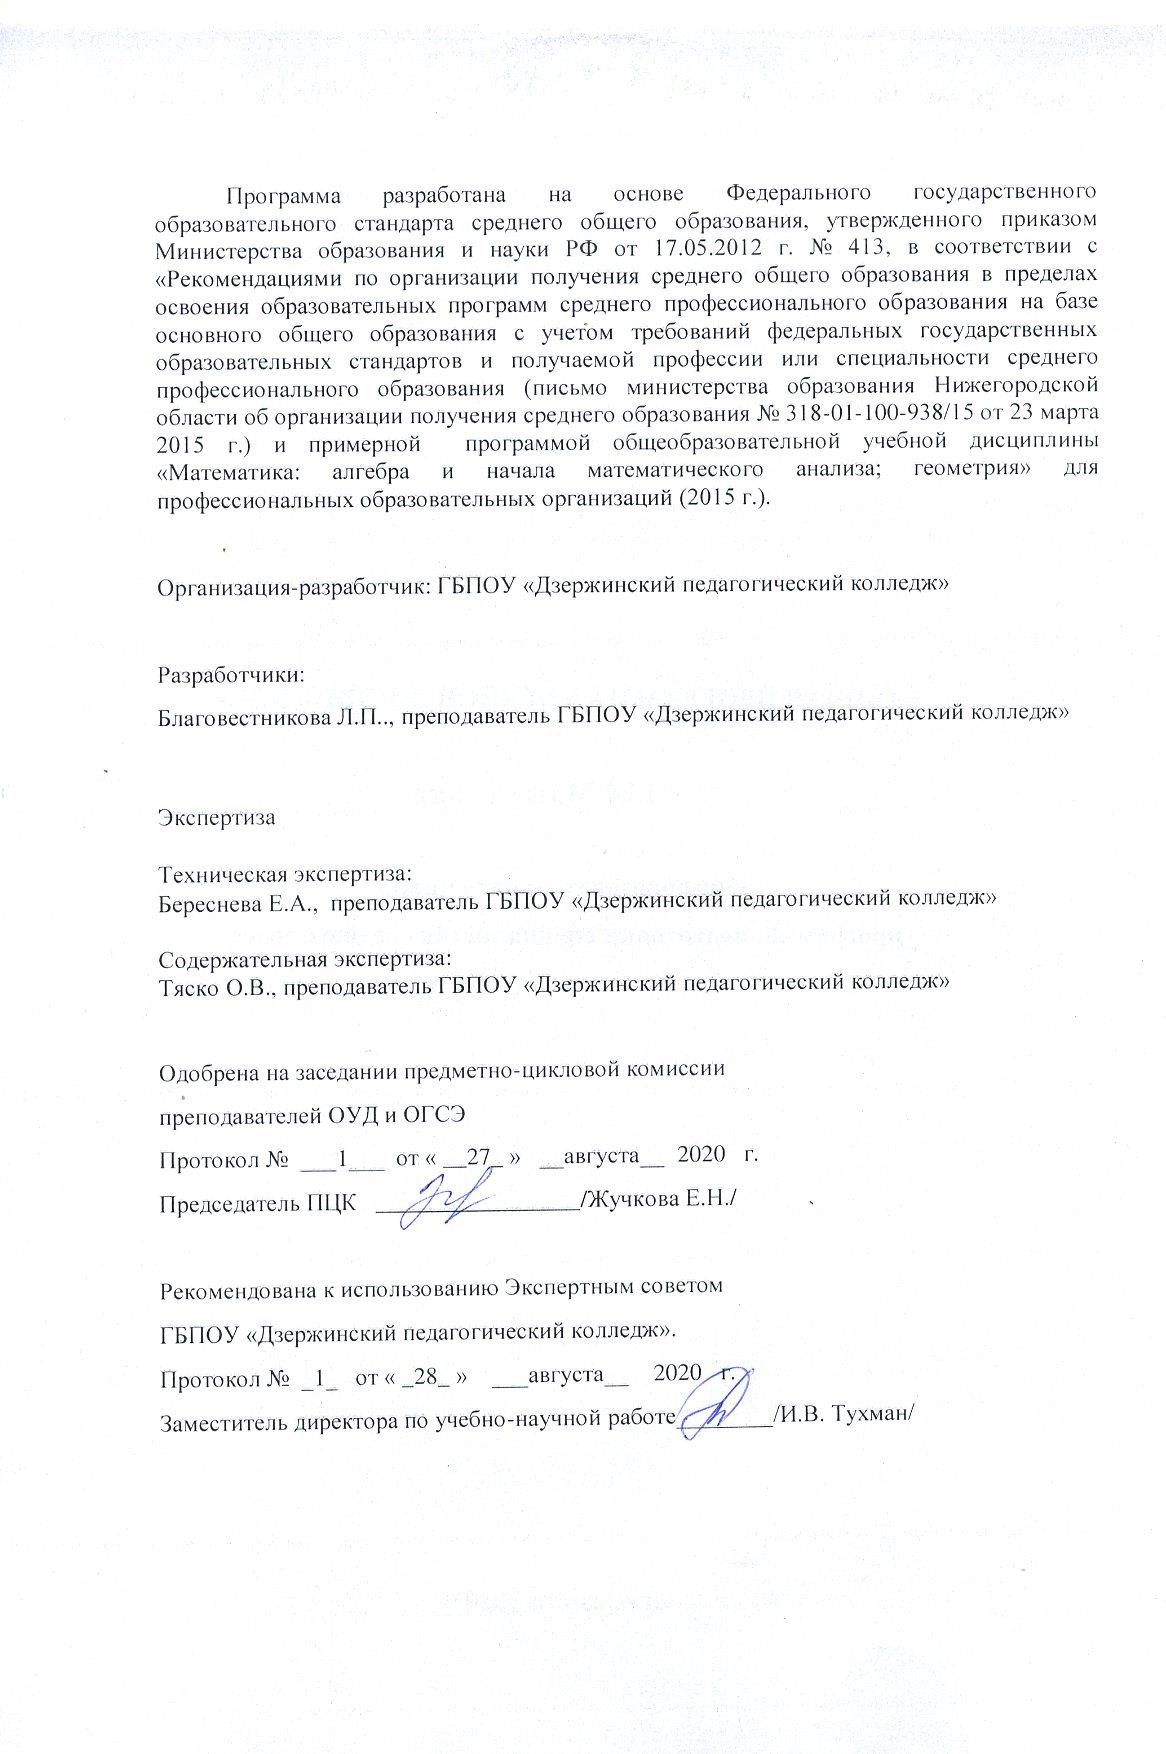 Программа разработана на основе Федерального государственного
образовательного стандарта среднего общего образования, утвержденного приказом
Министерства образования и науки РФ от 17.05.2012 г. № 413, в соответствии с
«Рекомендациями по организации получения среднего общего образования в пределах
освоения образовательных программ среднего профессионального образования на базе
основного общего образования с учетом требований федеральных государственных
образовательных стандартов и получаемой профессии или специальности среднего
профессионального образования (письмо министерства образования Нижегородской
области об организации получения среднего образования № 318-01-100-938/15 от 23 марта
2015 г.) и примерной программой общеобразовательной учебной дисциплины
«Математика: алгебра и начала математического анализа; геометрия» для
профессиональных образовательных организаций (2015 г.).
Организация-разработчик: ГБПОУ «Дзержинский педагогический колледж»
Разработчики:
Благовестникова Л.П.., преподаватель ГБПОУ «Дзержинский педагогический колледж»
Экспертиза
Техническая экспертиза:
Береснева Е.А., преподаватель ГБПОУ «Дзержинский педагогический колледж»
Содержательная экспертиза:
Тяско О.В., преподаватель ГБПОУ «Дзержинский педагогический колледж»
Одобрена на заседании предметно-цикловой комиссии
преподавателей ОУД и ОГСЭ
Протокол № ___1___ от « __27_ » __августа__ 2020 г.
Председатель ПЦК ________________/Жучкова Е.Н./
Рекомендована к использованию Экспертным советом
ГБПОУ «Дзержинский педагогический колледж».
Протокол № _1_ от « _28_ » ___августа__ 2020 г.
Заместитель директора по учебно-научной работе________/И.В. Тухман/